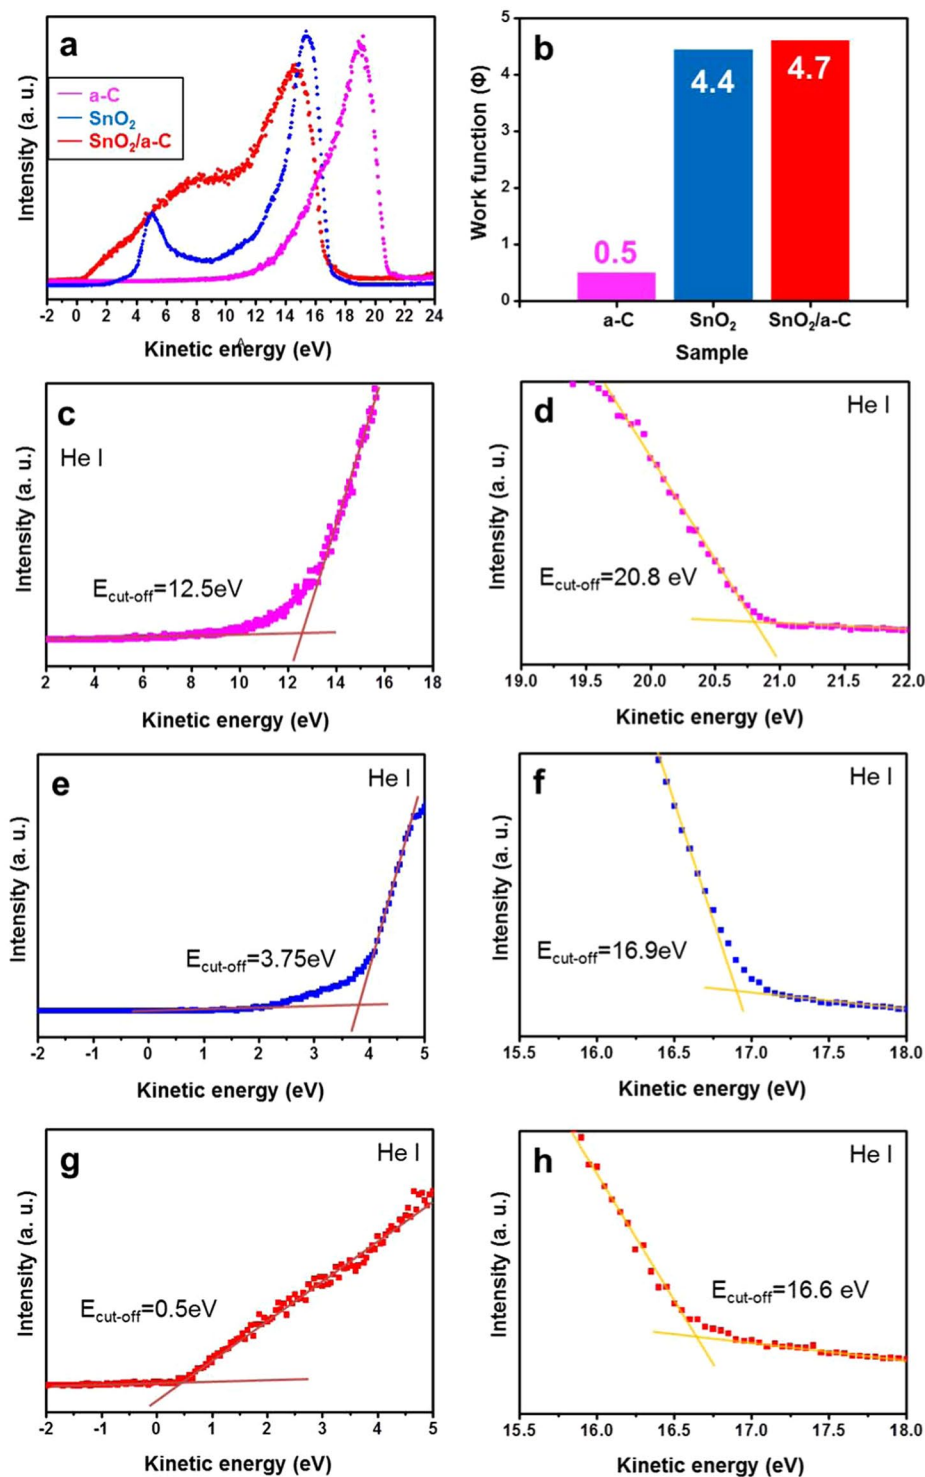 a
a-C
SnO₂
SnO₂/a-C
Intensity (a. u.)
-2 0 2 4 6 8 10 12 14 16 18 20 22 24
Kinetic energy (eV)
b
Work function (Φ)
5
4
3
2
1
0
0.5
4.4
4.7
a-C SnO₂ SnO₂/a-C
Sample
c
He I
Intensity (a. u.)
E_cut-off=12.5eV
2 4 6 8 10 12 14 16 18
Kinetic energy (eV)
d
He I
Intensity (a. u.)
E_cut-off=20.8 eV
19.0 19.5 20.0 20.5 21.0 21.5 22.0
Kinetic energy (eV)
e
He I
Intensity (a. u.)
E_cut-off=3.75eV
-2 -1 0 1 2 3 4 5
Kinetic energy (eV)
f
He I
Intensity (a. u.)
E_cut-off=16.9eV
15.5 16.0 16.5 17.0 17.5 18.0
Kinetic energy (eV)
g
He I
Intensity (a. u.)
E_cut-off=0.5eV
-2 -1 0 1 2 3 4 5
Kinetic energy (eV)
h
He I
Intensity (a. u.)
E_cut-off=16.6 eV
15.5 16.0 16.5 17.0 17.5 18.0
Kinetic energy (eV)